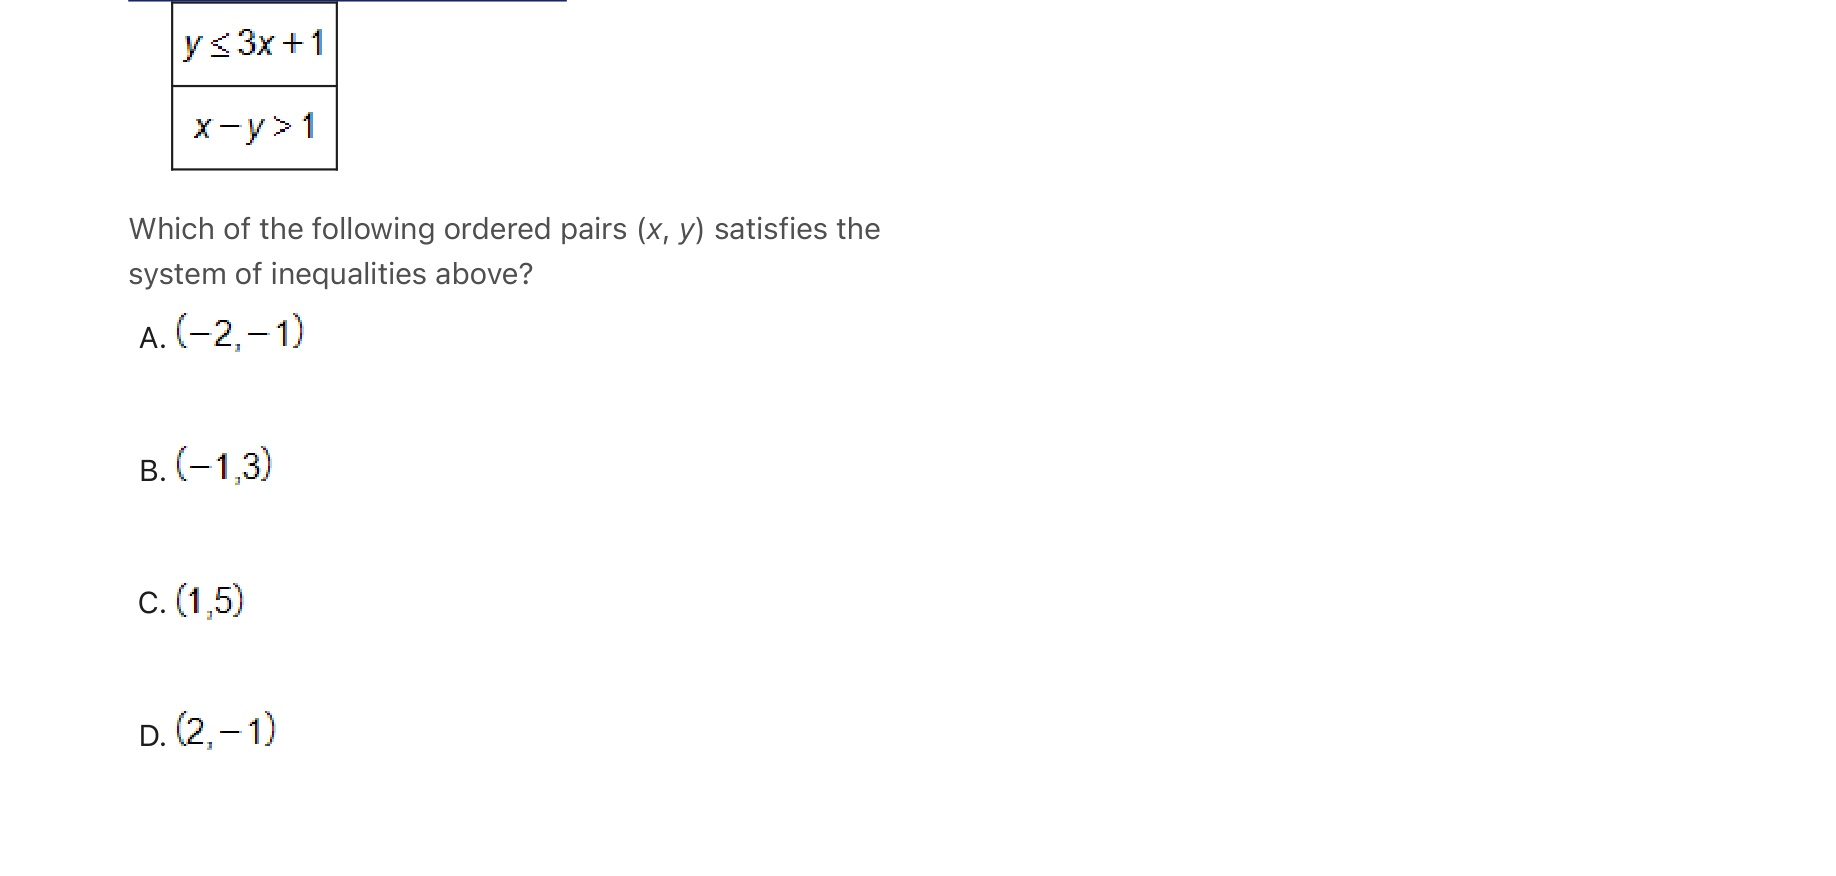 y ≤ 3x + 1
x − y > 1
Which of the following ordered pairs (x, y) satisfies the
system of inequalities above?
A. (−2, −1)
B. (−1,3)
C. (1,5)
D. (2, −1)